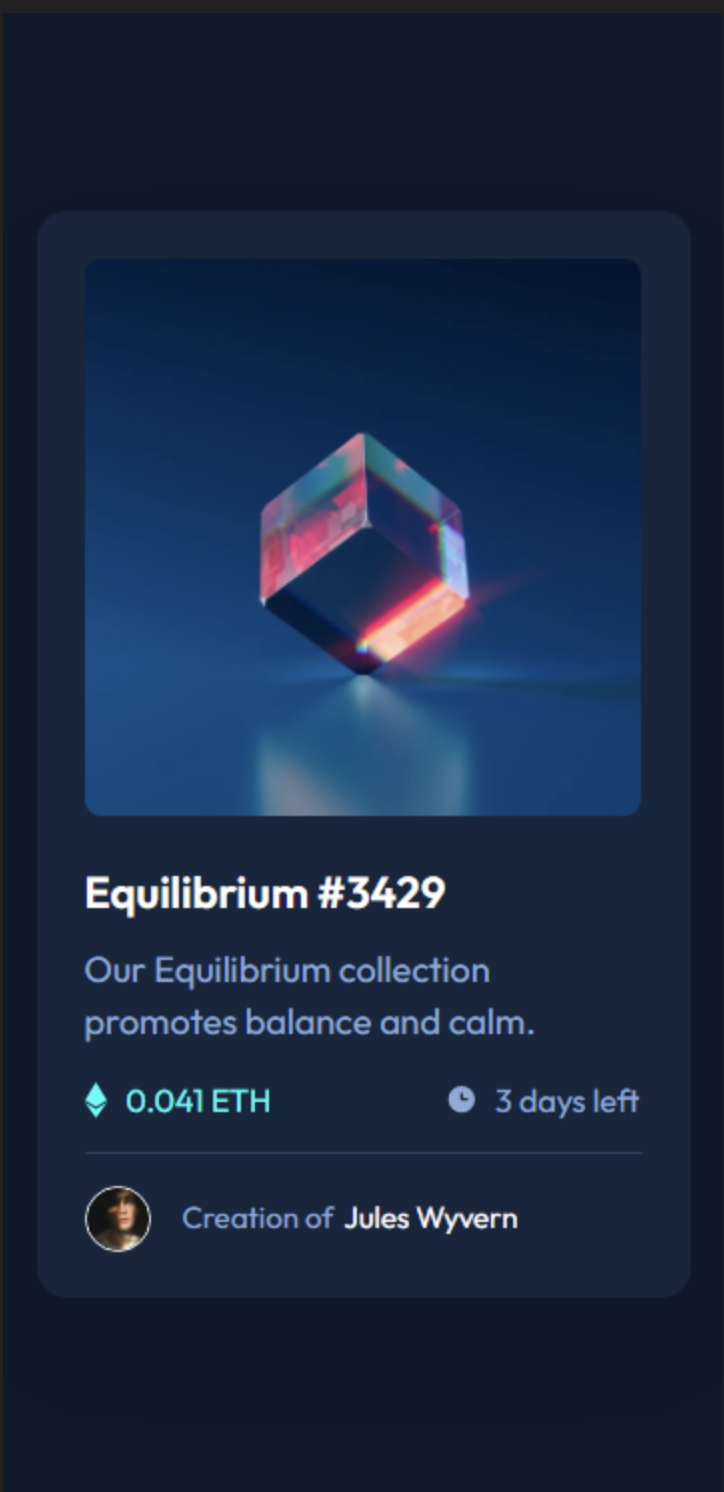 Equilibrium #3429
Our Equilibrium collection
promotes balance and calm.
0.041 ETH 3 days left
Creation of Jules Wyvern